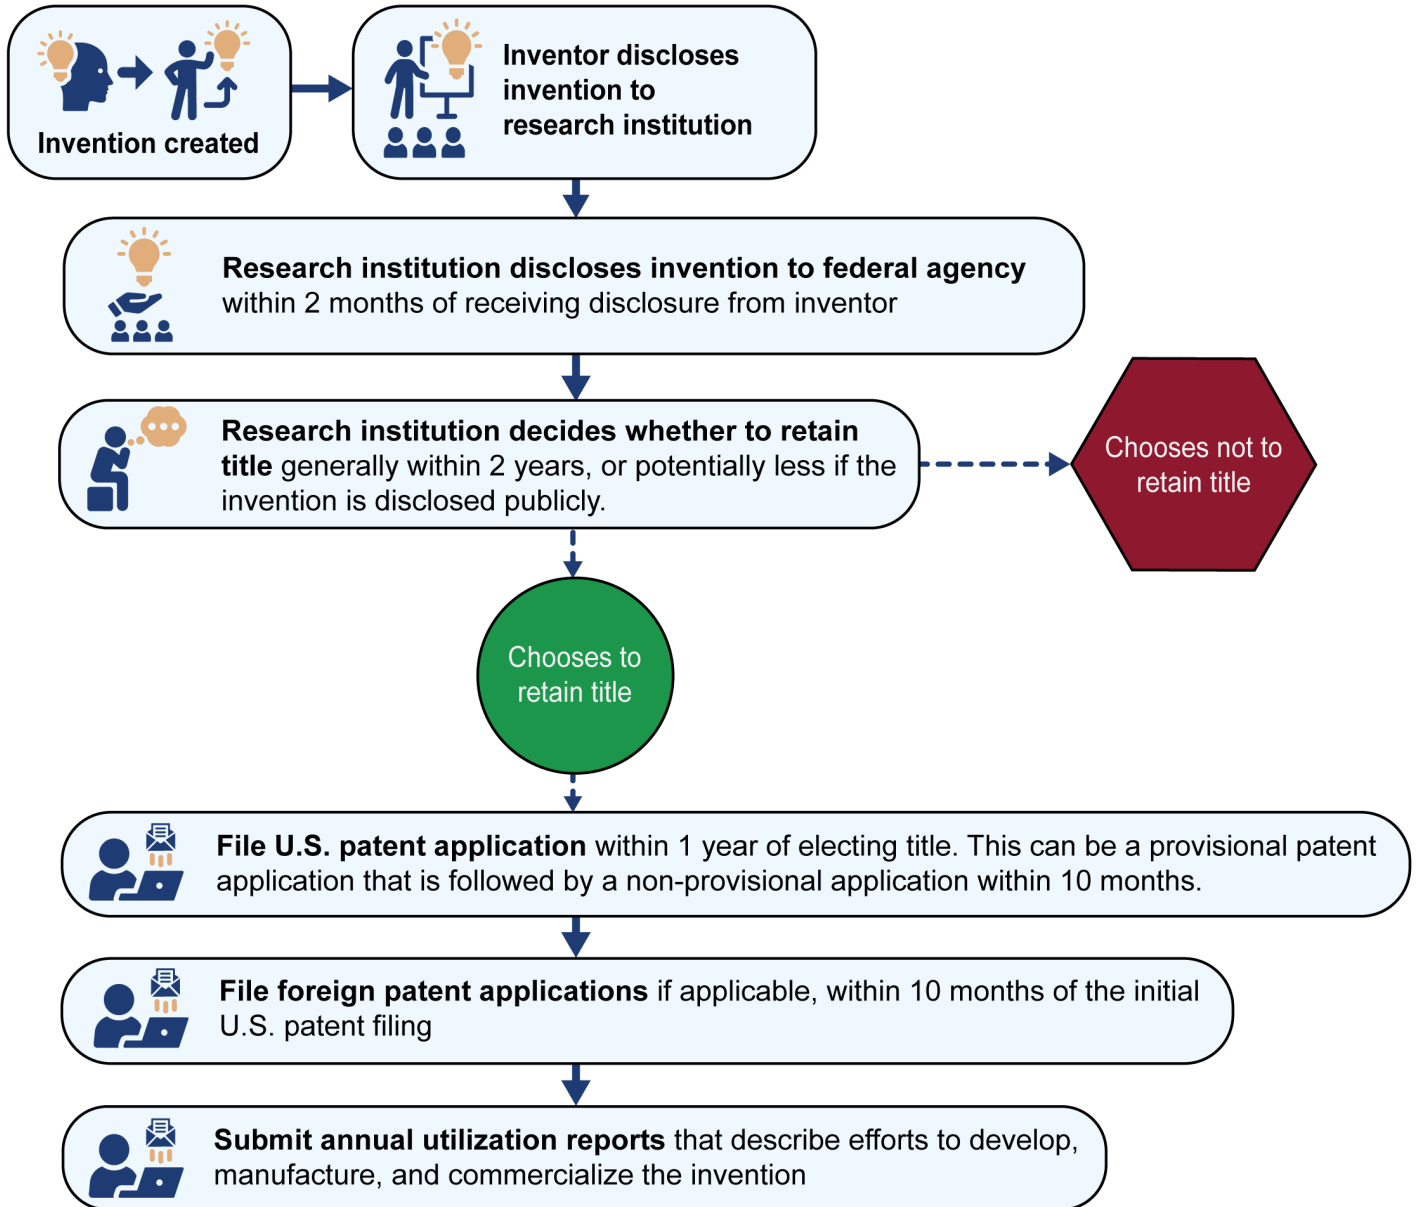 Invention created
Inventor discloses
invention to
research institution
Research institution discloses invention to federal agency
within 2 months of receiving disclosure from inventor
Research institution decides whether to retain
title generally within 2 years, or potentially less if the
invention is disclosed publicly.
Chooses not to
retain title
Chooses to
retain title
File U.S. patent application within 1 year of electing title. This can be a provisional patent
application that is followed by a non-provisional application within 10 months.
File foreign patent applications if applicable, within 10 months of the initial
U.S. patent filing
Submit annual utilization reports that describe efforts to develop,
manufacture, and commercialize the invention